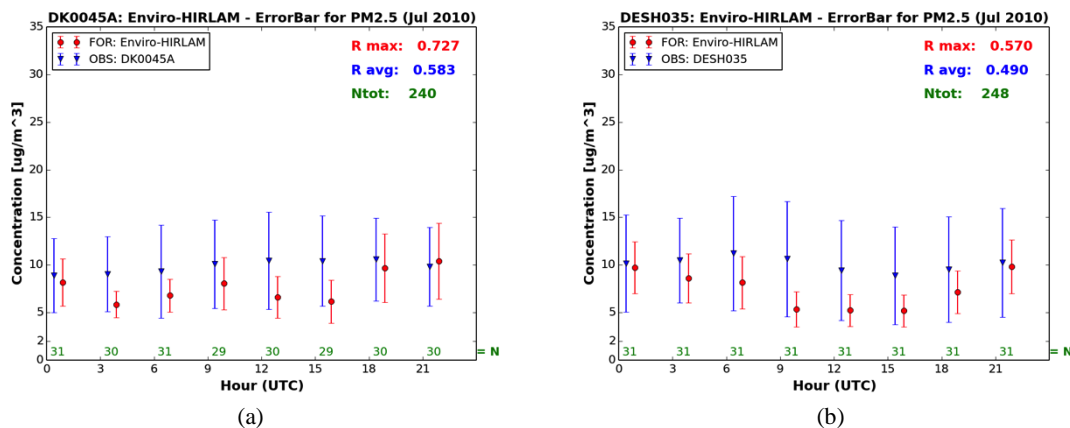 DK0045A: Enviro-HIRLAM - ErrorBar for PM2.5 (Jul 2010)
35
30
25
20
15
10
5
2
0
Concentration [ug/m^3]
FOR: Enviro-HIRLAM
OBS: DK0045A
R max: 0.727
R avg: 0.583
Ntot: 240
31 30 31 29 30 29 30 30 = N
0 3 6 9 12 15 18 21
Hour (UTC)
(a)
DESH035: Enviro-HIRLAM - ErrorBar for PM2.5 (Jul 2010)
35
30
25
20
15
10
5
2
0
Concentration [ug/m^3]
FOR: Enviro-HIRLAM
OBS: DESH035
R max: 0.570
R avg: 0.490
Ntot: 248
31 31 31 31 31 31 31 31 = N
0 3 6 9 12 15 18 21
Hour (UTC)
(b)